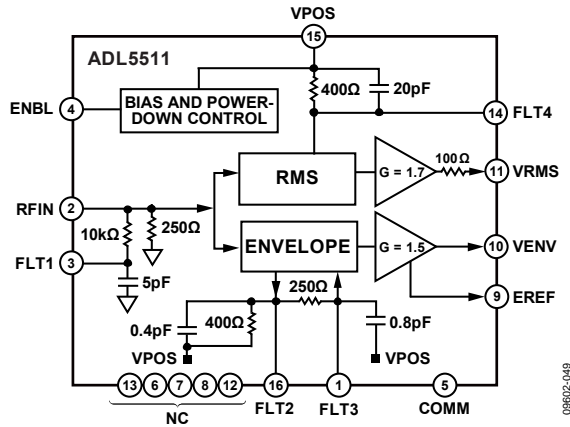 VPOS
15
ADL5511
400Ω
20pF
4
ENBL
BIAS AND POWER-
DOWN CONTROL
14
FLT4
100Ω
RMS
G = 1.7
11
VRMS
RFIN
2
10kΩ
250Ω
ENVELOPE
G = 1.5
10
VENV
FLT1
3
5pF
250Ω
9
EREF
0.4pF
400Ω
0.8pF
VPOS
VPOS
13
6
7
8
12
16
1
5
NC
FLT2
FLT3
COMM
09602-049